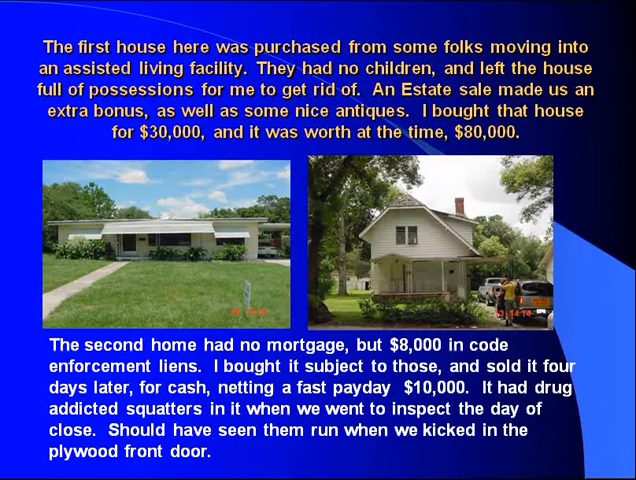 The first house here was purchased from some folks moving into
an assisted living facility.  They had no children, and left the house
full of possessions for me to get rid of.  An Estate sale made us an
extra bonus, as well as some nice antiques.  I bought that house
for $30,000, and it was worth at the time, $80,000.
The second home had no mortgage, but $8,000 in code
enforcement liens.  I bought it subject to those, and sold it four
days later, for cash, netting a fast payday  $10,000.  It had drug
addicted squatters in it when we went to inspect the day of
close.  Should have seen them run when we kicked in the
plywood front door.